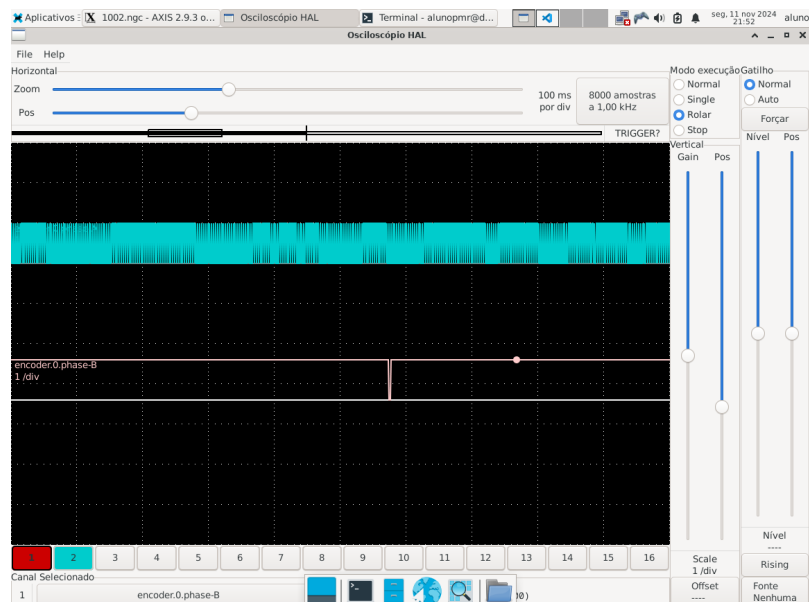 Aplicativos
1002.ngc - AXIS 2.9.3 o...
Osciloscópio HAL
Terminal - alunopmr@d...
seg, 11 nov 2024
21:52
aluno
Osciloscópio HAL
File Help
Horizontal
Zoom
Pos
100 ms
por div
8000 amostras
a 1,00 kHz
TRIGGER?
Modo execução
Normal
Single
Rolar
Stop
Gatilho
Normal
Auto
Forçar
Nível Pos
Vertical
Gain Pos
encoder.0.phase-B
1 /div
1 2 3 4 5 6 7 8 9 10 11 12 13 14 15 16
Scale
1 /div
Offset
----
Nível
----
Rising
Fonte
Nenhuma
Canal Selecionado
1 encoder.0.phase-B